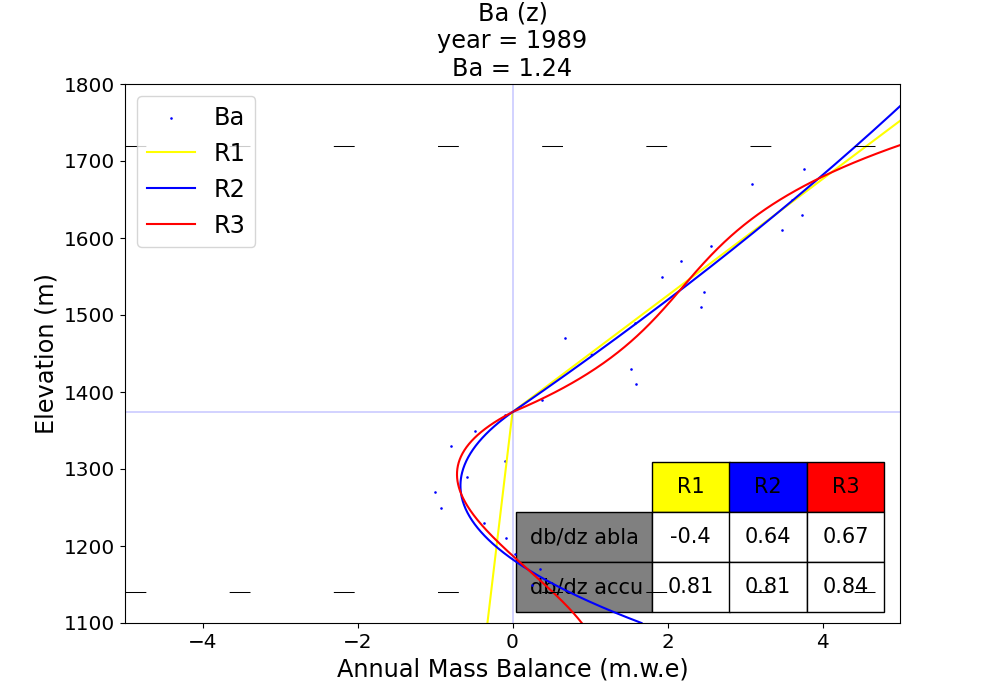 Ba (z)
year = 1989
Ba = 1.24
1800
1700
1600
1500
1400
1300
1200
1100
Elevation (m)
Ba
R1
R2
R3
R1 R2 R3
db/dz abla -0.4 0.64 0.67
db/dz accu 0.81 0.81 0.84
−4 −2 0 2 4
Annual Mass Balance (m.w.e)